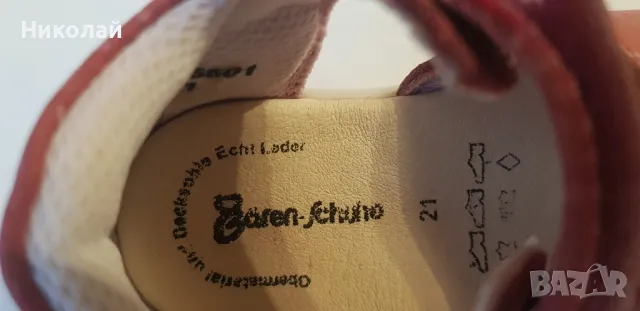 Николай
Obermaterial und Decksohle Echt Leder
Bären-Schuhe
21
BAZAR